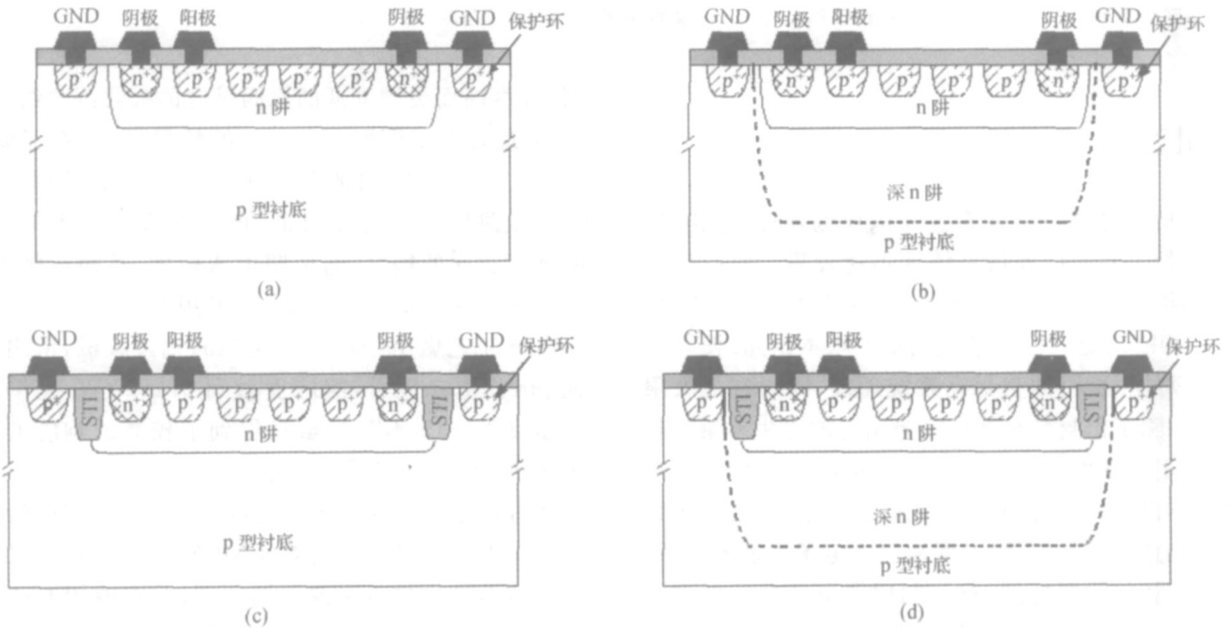 GND 阴极 阳极 阴极 GND 保护环
p⁺ n⁺ p⁺ p⁺ p⁺ p⁺ n⁺ p⁺
n 阱
p 型衬底
(a)
GND 阴极 阳极 阴极 GND 保护环
p⁺ n⁺ p⁺ p⁺ p⁺ p⁺ n⁺ p⁺
n 阱
深 n 阱
p 型衬底
(b)
GND 阴极 阳极 阴极 GND 保护环
p⁺ STI n⁺ p⁺ p⁺ p⁺ p⁺ n⁺ STI p⁺
n 阱
p 型衬底
(c)
GND 阴极 阳极 阴极 GND 保护环
p⁺ STI n⁺ p⁺ p⁺ p⁺ p⁺ n⁺ STI p⁺
n 阱
深 n 阱
p 型衬底
(d)